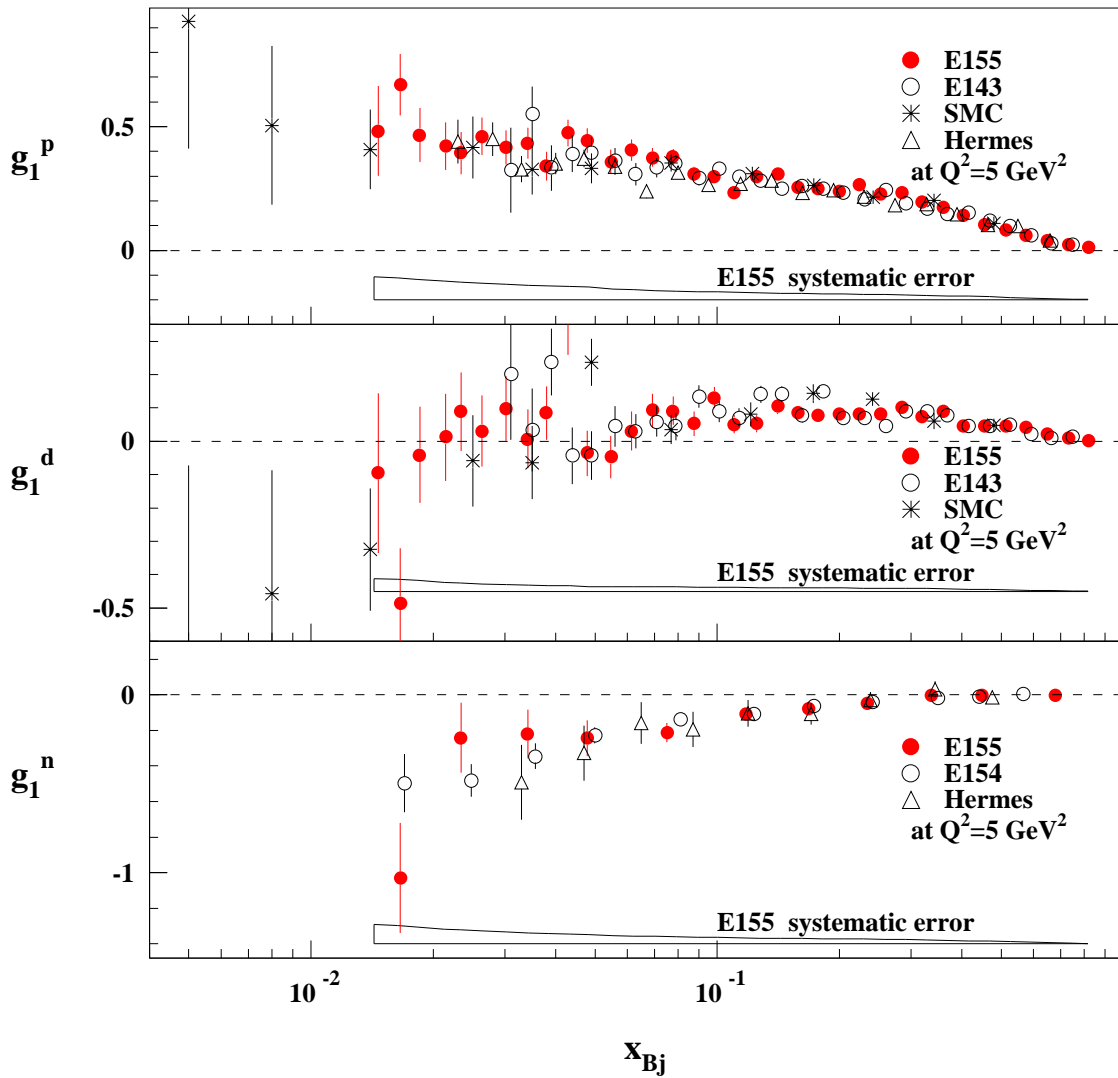 E155
E143
SMC
Hermes
at Q²=5 GeV²
0.5
g₁ᵖ
0
E155 systematic error
0
g₁ᵈ
E155
E143
SMC
at Q²=5 GeV²
E155 systematic error
-0.5
0
E155
E154
Hermes
at Q²=5 GeV²
g₁ⁿ
-1
E155 systematic error
10⁻² 10⁻¹
x_Bj